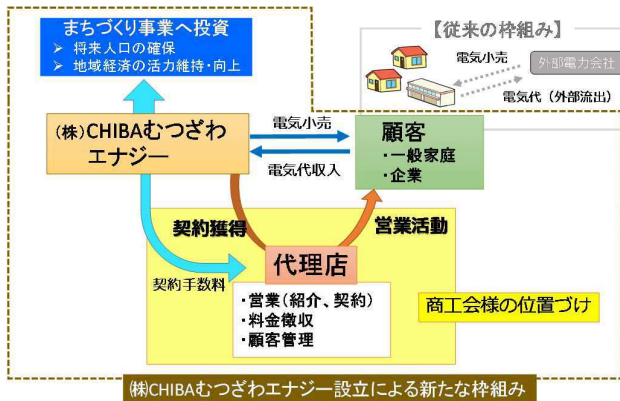 まちづくり事業へ投資
➢ 将来人口の確保
➢ 地域経済の活力維持・向上
【従来の枠組み】
電気小売
外部電力会社
電気代（外部流出）
(株)CHIBAむつざわ
エナジー
電気小売
電気代収入
顧客
・一般家庭
・企業
契約獲得
営業活動
代理店
契約手数料
・営業(紹介、契約)
・料金徴収
・顧客管理
商工会様の位置づけ
㈱CHIBAむつざわエナジー設立による新たな枠組み